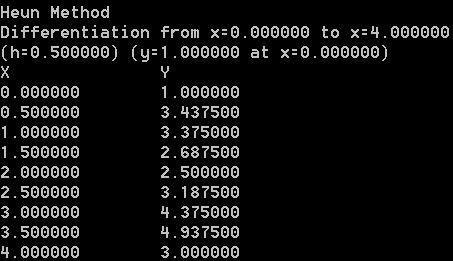 Heun Method
Differentiation from x=0.000000 to x=4.000000
(h=0.500000) (y=1.000000 at x=0.000000)
X Y
0.000000 1.000000
0.500000 3.437500
1.000000 3.375000
1.500000 2.687500
2.000000 2.500000
2.500000 3.187500
3.000000 4.375000
3.500000 4.937500
4.000000 3.000000